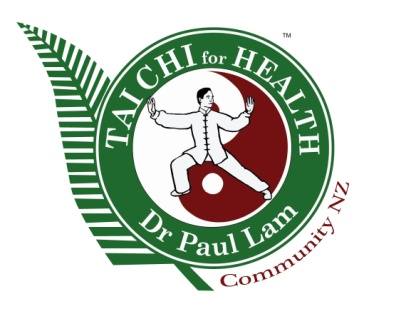 TAI CHI for HEALTH
Dr Paul Lam
Community NZ
TM